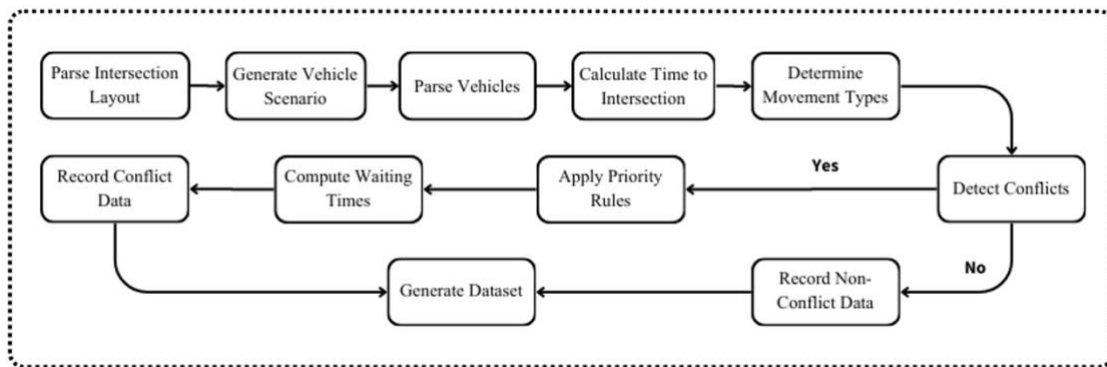 Parse Intersection
Layout
Generate Vehicle
Scenario
Parse Vehicles
Calculate Time to
Intersection
Determine
Movement Types
Detect Conflicts
Yes
Apply Priority
Rules
Compute Waiting
Times
Record Conflict
Data
No
Record Non-
Conflict Data
Generate Dataset